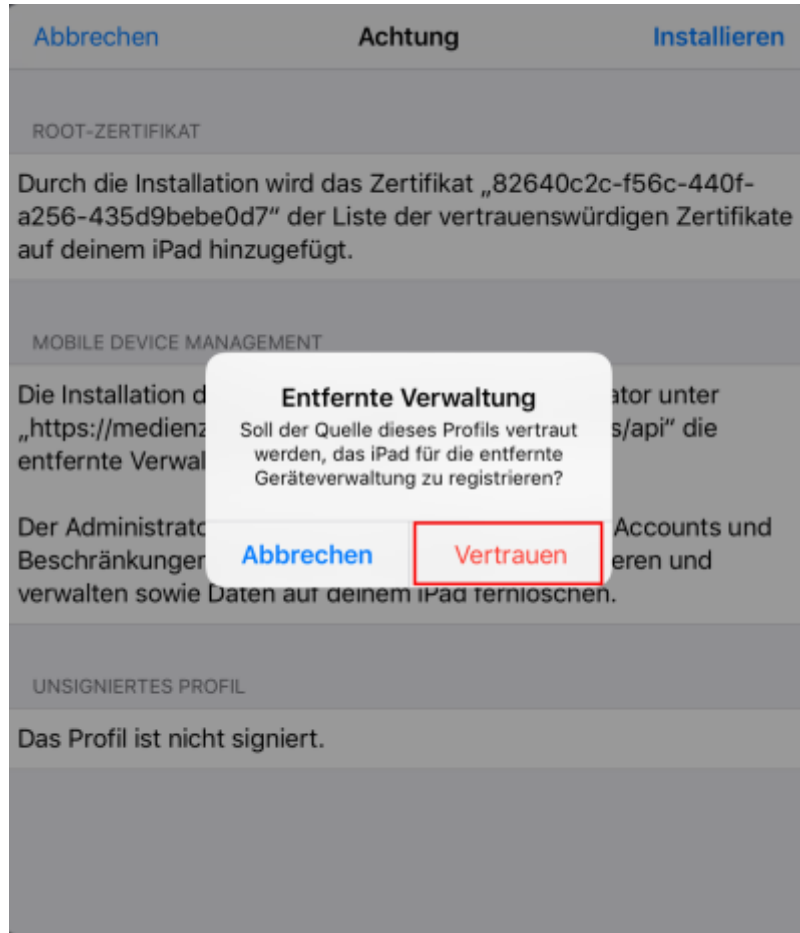 Abbrechen Achtung Installieren
ROOT-ZERTIFIKAT
Durch die Installation wird das Zertifikat „82640c2c-f56c-440f-
a256-435d9bebe0d7“ der Liste der vertrauenswürdigen Zertifikate
auf deinem iPad hinzugefügt.
MOBILE DEVICE MANAGEMENT
Die Installation d
ator unter
„https://medienz
s/api“ die
entfernte Verwal
Entfernte Verwaltung
Soll der Quelle dieses Profils vertraut
werden, das iPad für die entfernte
Geräteverwaltung zu registrieren?
Abbrechen Vertrauen
Der Administrato
Accounts und
Beschränkungen
eren und
verwalten sowie Daten auf deinem iPad fernlöschen.
UNSIGNIERTES PROFIL
Das Profil ist nicht signiert.